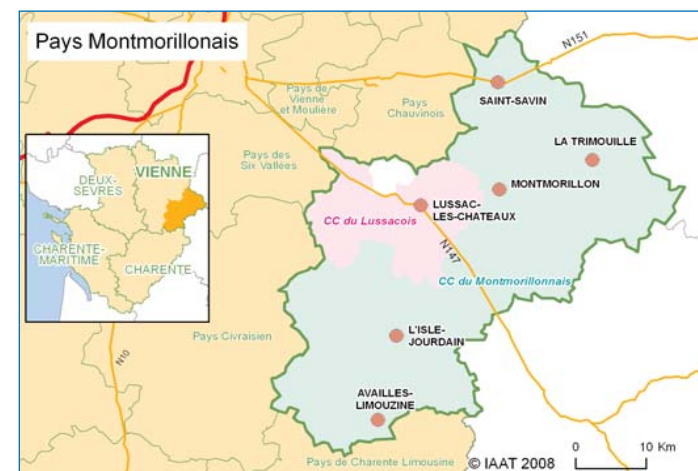 Pays Montmorillonais
N151
Pays de
Vienne
et Moulière
Pays
Chauvinois
SAINT-SAVIN
LA TRIMOUILLE
Pays des
Six Vallées
MONTMORILLON
LUSSAC-
LES-CHATEAUX
CC du Lussacois
N147
CC du Montmorillonnais
VIENNE
DEUX-
SEVRES
CHARENTE-
MARITIME
CHARENTE
Pays Civraisien
N10
L'ISLE-
JOURDAIN
AVAILLES-
LIMOUZINE
Pays de Charente Limousine
© IAAT 2008
0 10 Km